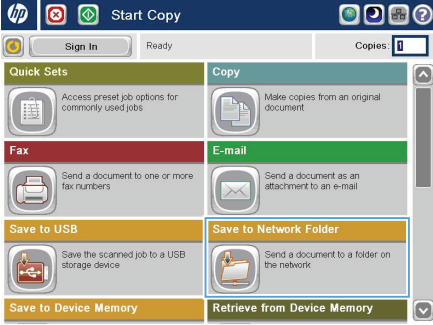 hp Start Copy ?
Sign In Ready Copies: 1
Quick Sets
Access preset job options for
commonly used jobs
Copy
Make copies from an original
document
Fax
Send a document to one or more
fax numbers
E-mail
Send a document as an
attachment to an e-mail
Save to USB
Save the scanned job to a USB
storage device
Save to Network Folder
Send a document to a folder on
the network
Save to Device Memory
Retrieve from Device Memory